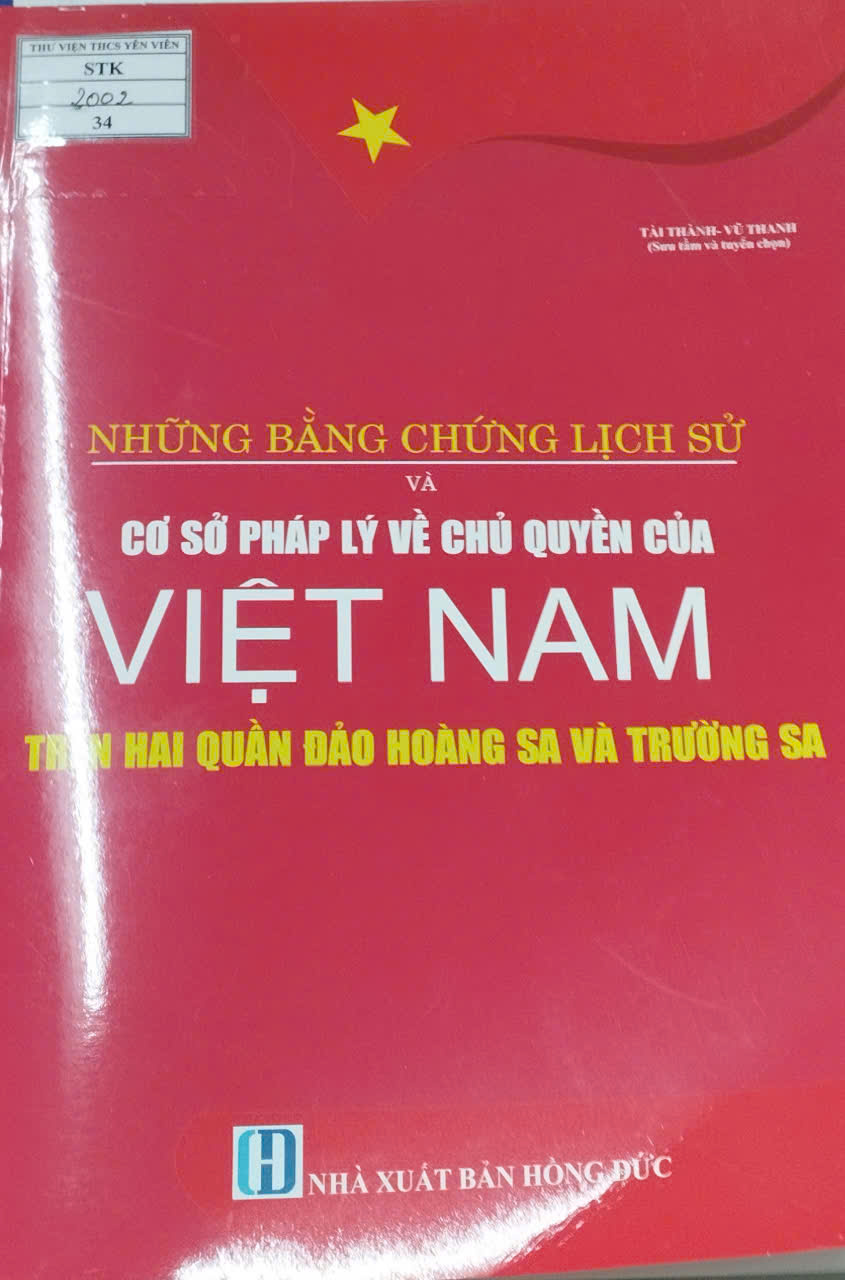 THƯ VIỆN THCS YÊN VIÊN
STK
2002
34
TÀI THÀNH- VŨ THANH
(Sưu tầm và tuyển chọn)
NHỮNG BẰNG CHỨNG LỊCH SỬ
VÀ
CƠ SỞ PHÁP LÝ VỀ CHỦ QUYỀN CỦA
VIỆT NAM
TRÊN HAI QUẦN ĐẢO HOÀNG SA VÀ TRƯỜNG SA
NHÀ XUẤT BẢN HỒNG ĐỨC